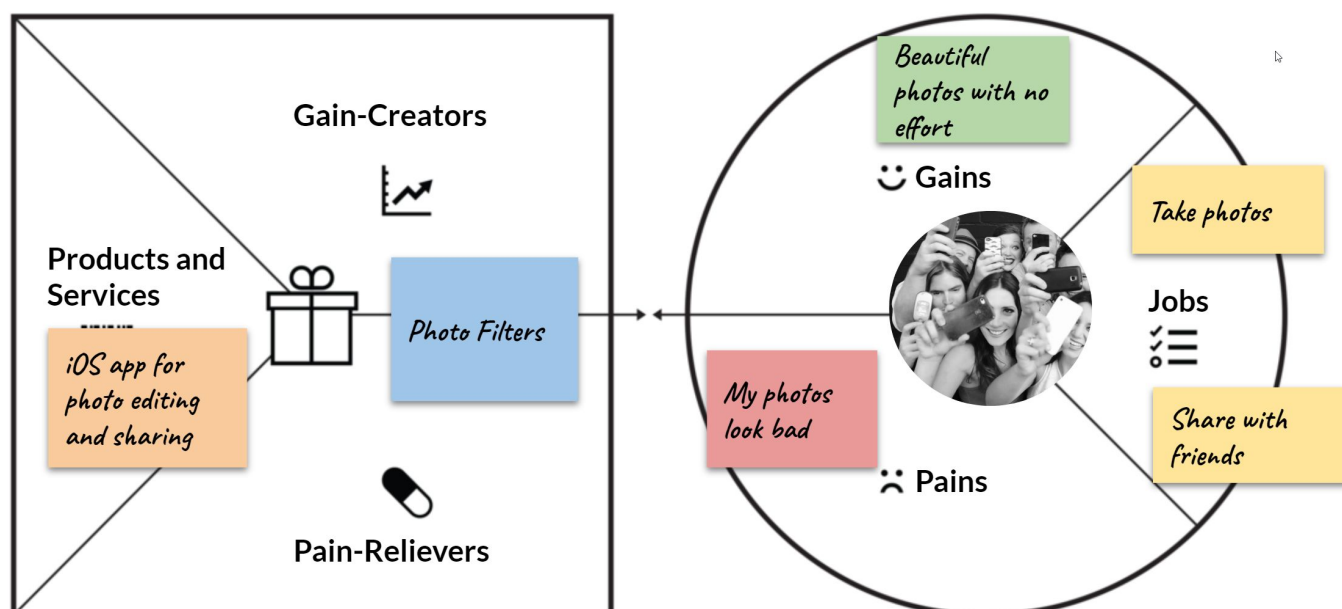 Gain-Creators
Products and
Services
iOS app for
photo editing
and sharing
Photo Filters
Pain-Relievers
Beautiful
photos with no
effort
Gains
Take photos
Jobs
Share with
friends
My photos
look bad
Pains